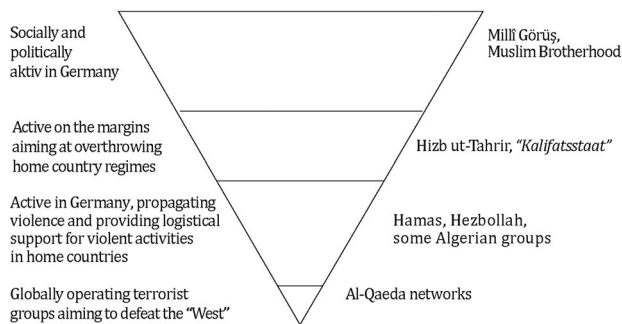 Socially and
politically
aktiv in Germany
Millî Görüş,
Muslim Brotherhood
Active on the margins
aiming at overthrowing
home country regimes
Hizb ut-Tahrir, “Kalifatsstaat”
Active in Germany, propagating
violence and providing logistical
support for violent activities
in home countries
Hamas, Hezbollah,
some Algerian groups
Globally operating terrorist
groups aiming to defeat the “West”
Al-Qaeda networks